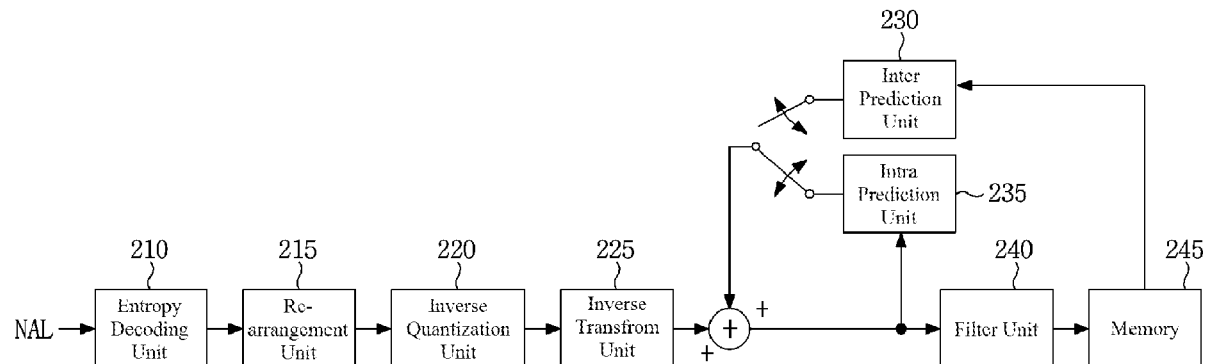 230
Inter
Prediction
Unit
Intra
Prediction
Unit
235
210
215
220
225
240
245
NAL
Entropy
Decoding
Unit
Re-
arrangement
Unit
Inverse
Quantization
Unit
Inverse
Transfrom Unit
+
+
+
Filter Unit
Memory